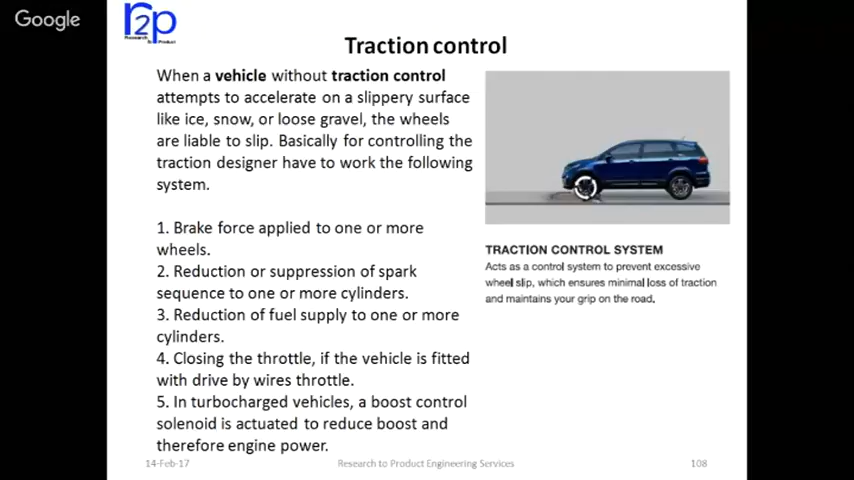 Google
r2p
Research to Product
Traction control
When a vehicle without traction control
attempts to accelerate on a slippery surface
like ice, snow, or loose gravel, the wheels
are liable to slip. Basically for controlling the
traction designer have to work the following
system.
1. Brake force applied to one or more
wheels.
2. Reduction or suppression of spark
sequence to one or more cylinders.
3. Reduction of fuel supply to one or more
cylinders.
4. Closing the throttle, if the vehicle is fitted
with drive by wires throttle.
5. In turbocharged vehicles, a boost control
solenoid is actuated to reduce boost and
therefore engine power.
TRACTION CONTROL SYSTEM
Acts as a control system to prevent excessive
wheel slip, which ensures minimal loss of traction
and maintains your grip on the road.
14-Feb-17
Research to Product Engineering Services
108